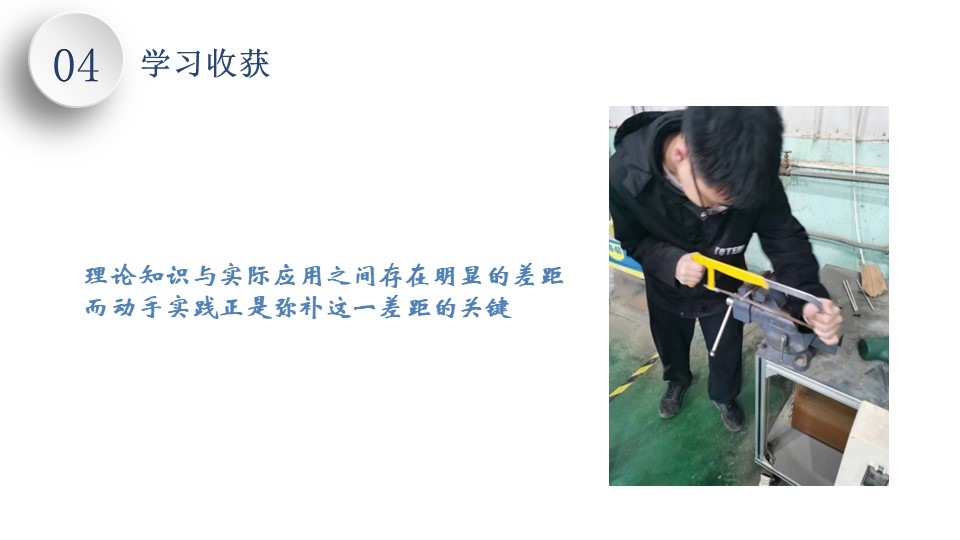 04
学习收获
理论知识与实际应用之间存在明显的差距
而动手实践正是弥补这一差距的关键